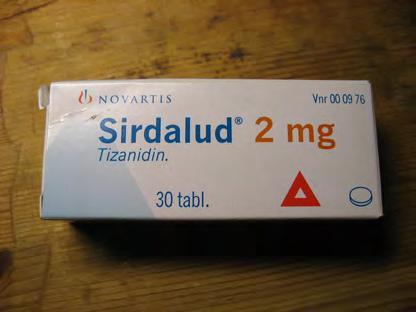 NOVARTIS
Vnr 00 09 76
Sirdalud® 2 mg
Tizanidin.
30 tabl.